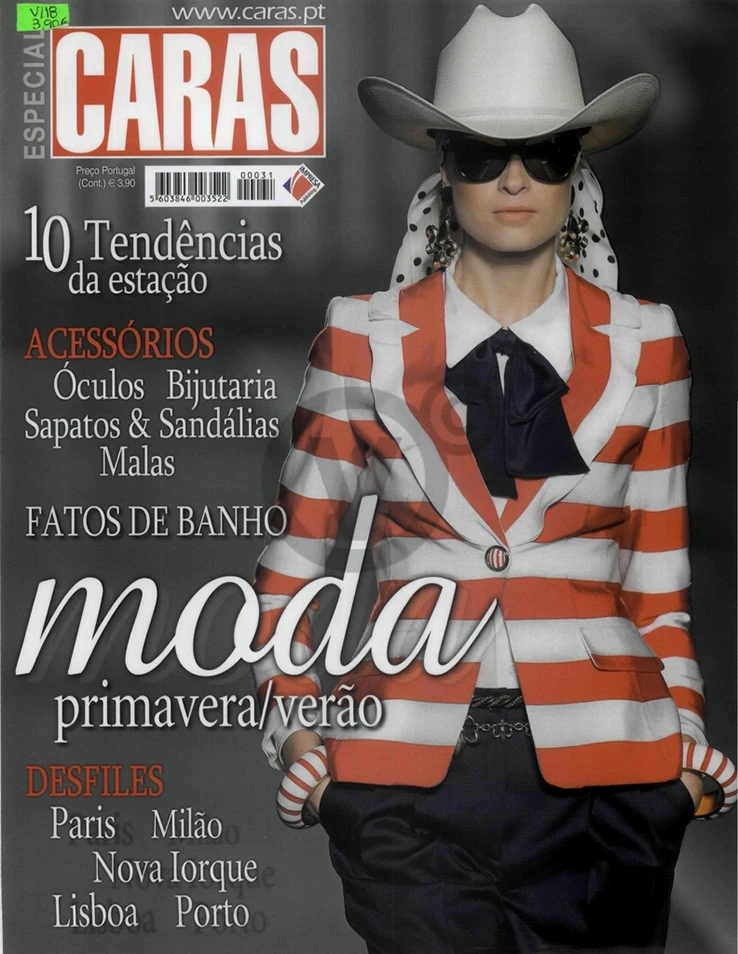 V/18
3,90€
www.caras.pt
ESPECIAL
CARAS
Preço Portugal
(Cont.) € 3,90
00031
5 603846 003522
EMPRESA
10 Tendências
da estação
ACESSÓRIOS
Óculos Bijutaria
Sapatos & Sandálias
Malas
FATOS DE BANHO
moda
primavera/verão
DESFILES
Paris Milão
Nova Iorque
Lisboa Porto